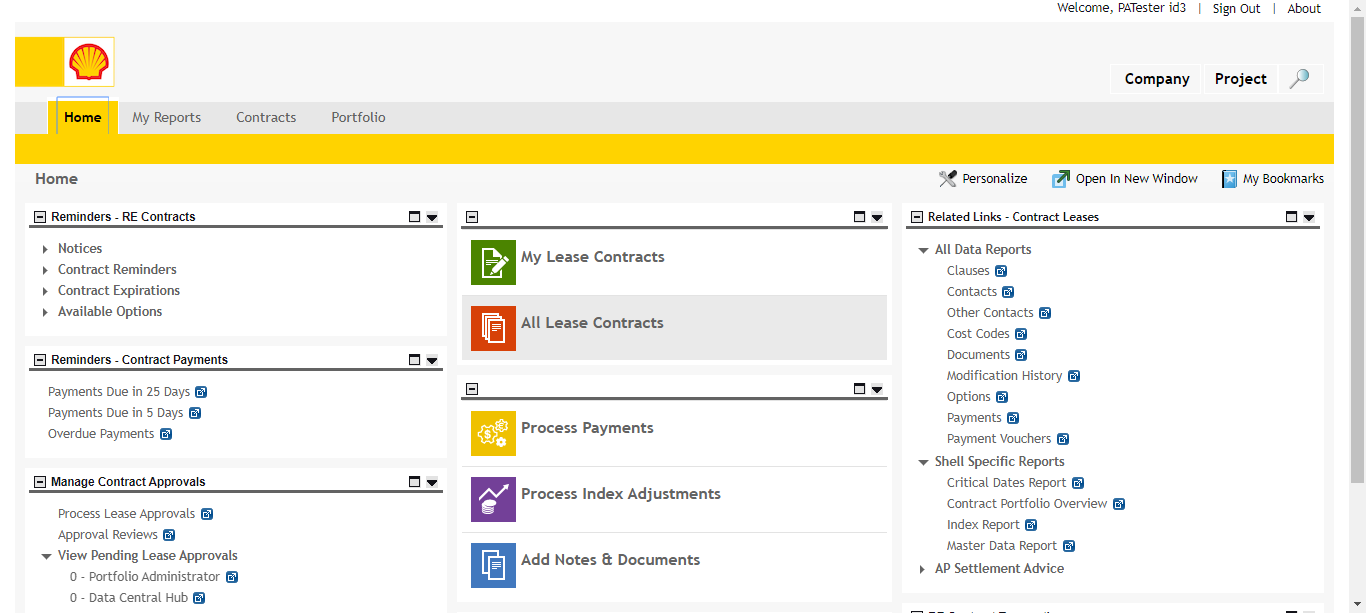 Welcome, PATester id3 | Sign Out | About
Company Project
Home My Reports Contracts Portfolio
Home
Personalize Open In New Window My Bookmarks
Reminders - RE Contracts
Notices
Contract Reminders
Contract Expirations
Available Options
Reminders - Contract Payments
Payments Due in 25 Days
Payments Due in 5 Days
Overdue Payments
Manage Contract Approvals
Process Lease Approvals
Approval Reviews
View Pending Lease Approvals
0 - Portfolio Administrator
0 - Data Central Hub
My Lease Contracts
All Lease Contracts
Process Payments
Process Index Adjustments
Add Notes & Documents
Related Links - Contract Leases
All Data Reports
Clauses
Contacts
Other Contacts
Cost Codes
Documents
Modification History
Options
Payments
Payment Vouchers
Shell Specific Reports
Critical Dates Report
Contract Portfolio Overview
Index Report
Master Data Report
AP Settlement Advice